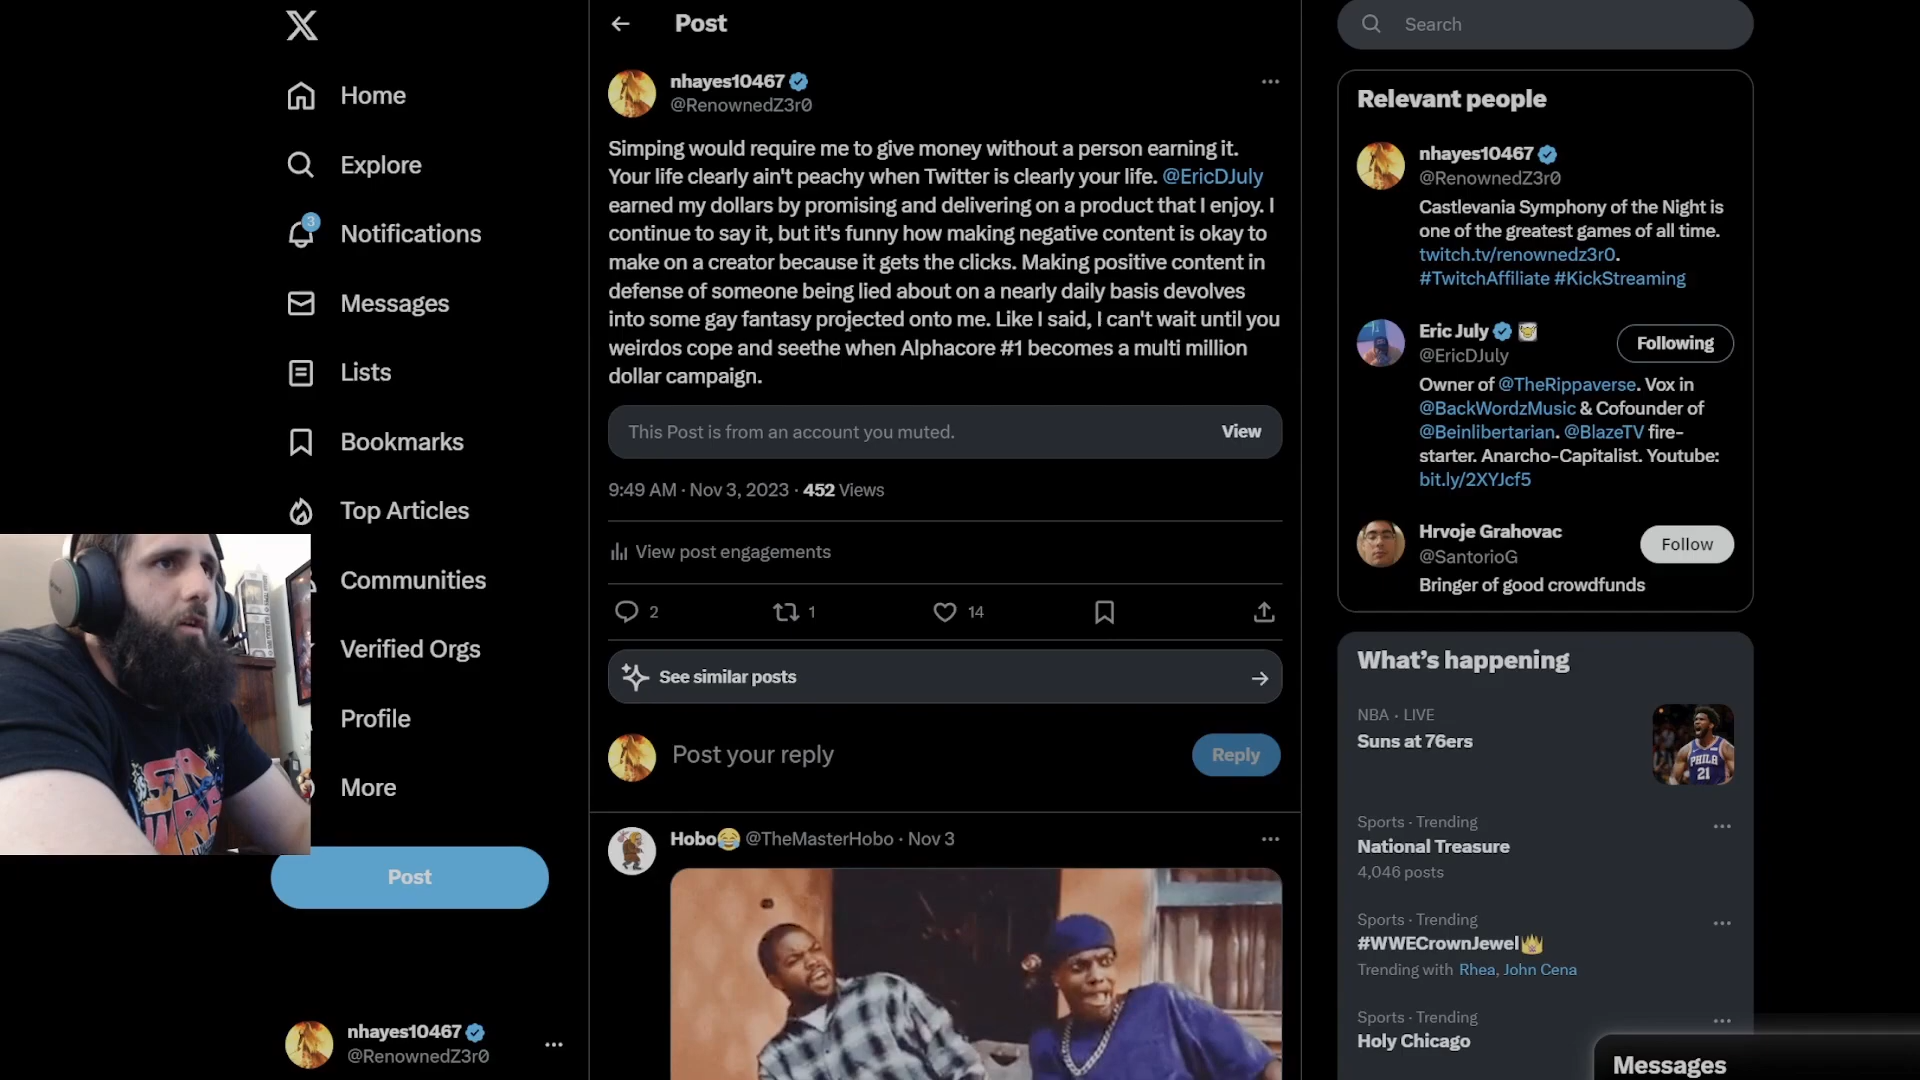 X
Home
Explore
3
Notifications
Messages
Lists
Bookmarks
Top Articles
Communities
Verified Orgs
Profile
More
Post
nhayes10467
@RenownedZ3r0
Post
nhayes10467
@RenownedZ3r0
Simping would require me to give money without a person earning it.
Your life clearly ain't peachy when Twitter is clearly your life. @EricDJuly
earned my dollars by promising and delivering on a product that I enjoy. I
continue to say it, but it's funny how making negative content is okay to
make on a creator because it gets the clicks. Making positive content in
defense of someone being lied about on a nearly daily basis devolves
into some gay fantasy projected onto me. Like I said, I can't wait until you
weirdos cope and seethe when Alphacore #1 becomes a multi million
dollar campaign.
This Post is from an account you muted. View
9:49 AM · Nov 3, 2023 · 452 Views
View post engagements
2 1 14
See similar posts
Post your reply Reply
Hobo😂 @TheMasterHobo · Nov 3
Search
Relevant people
nhayes10467
@RenownedZ3r0
Castlevania Symphony of the Night is
one of the greatest games of all time.
twitch.tv/renownedz3r0.
#TwitchAffiliate #KickStreaming
Eric July
@EricDJuly
Following
Owner of @TheRippaverse. Vox in
@BackWordzMusic & Cofounder of
@Beinlibertarian. @BlazeTV fire-
starter. Anarcho-Capitalist. Youtube:
bit.ly/2XYJcf5
Hrvoje Grahovac
@SantorioG
Follow
Bringer of good crowdfunds
What's happening
NBA · LIVE
Suns at 76ers
PHILA
21
Sports · Trending
National Treasure
4,046 posts
Sports · Trending
#WWECrownJewel
Trending with Rhea, John Cena
Sports · Trending
Holy Chicago
Messages